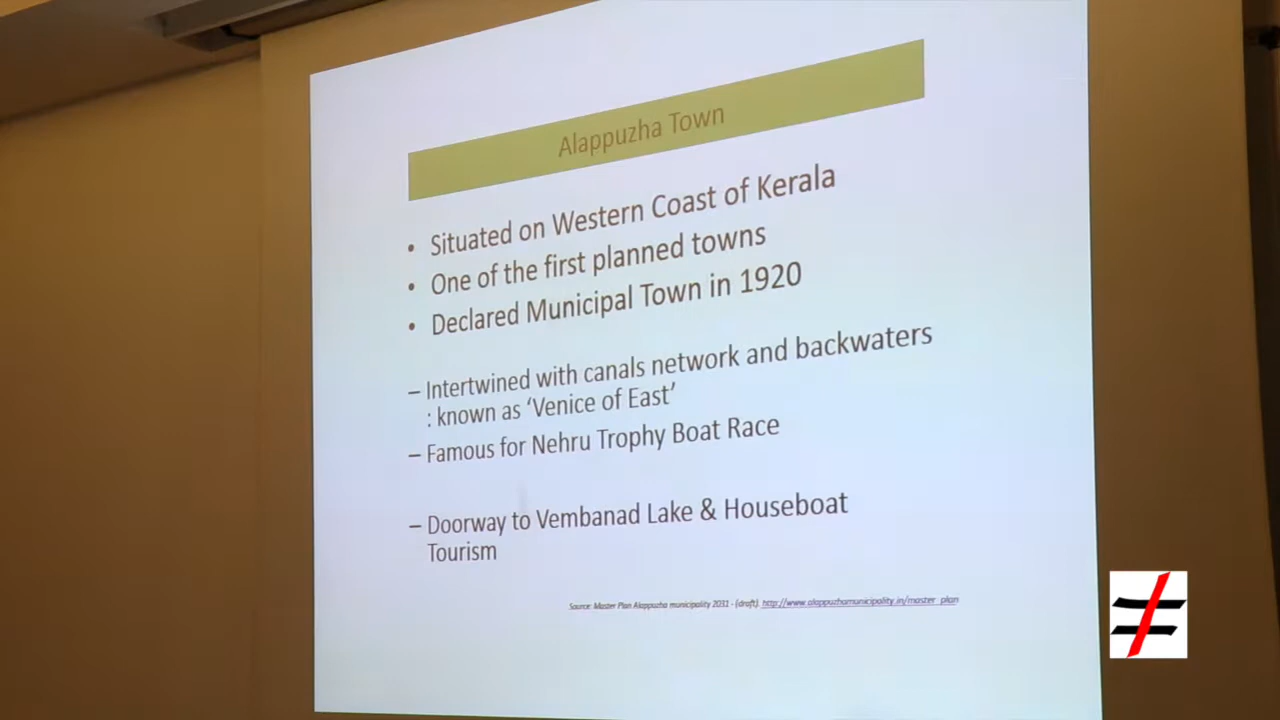 Alappuzha Town
• Situated on Western Coast of Kerala
• One of the first planned towns
• Declared Municipal Town in 1920
– Intertwined with canals network and backwaters
: known as ‘Venice of East’
– Famous for Nehru Trophy Boat Race
– Doorway to Vembanad Lake & Houseboat
Tourism
Source: Master Plan Alappuzha municipality 2031 - (draft). http://www.alappuzhamunicipality.in/master_plan